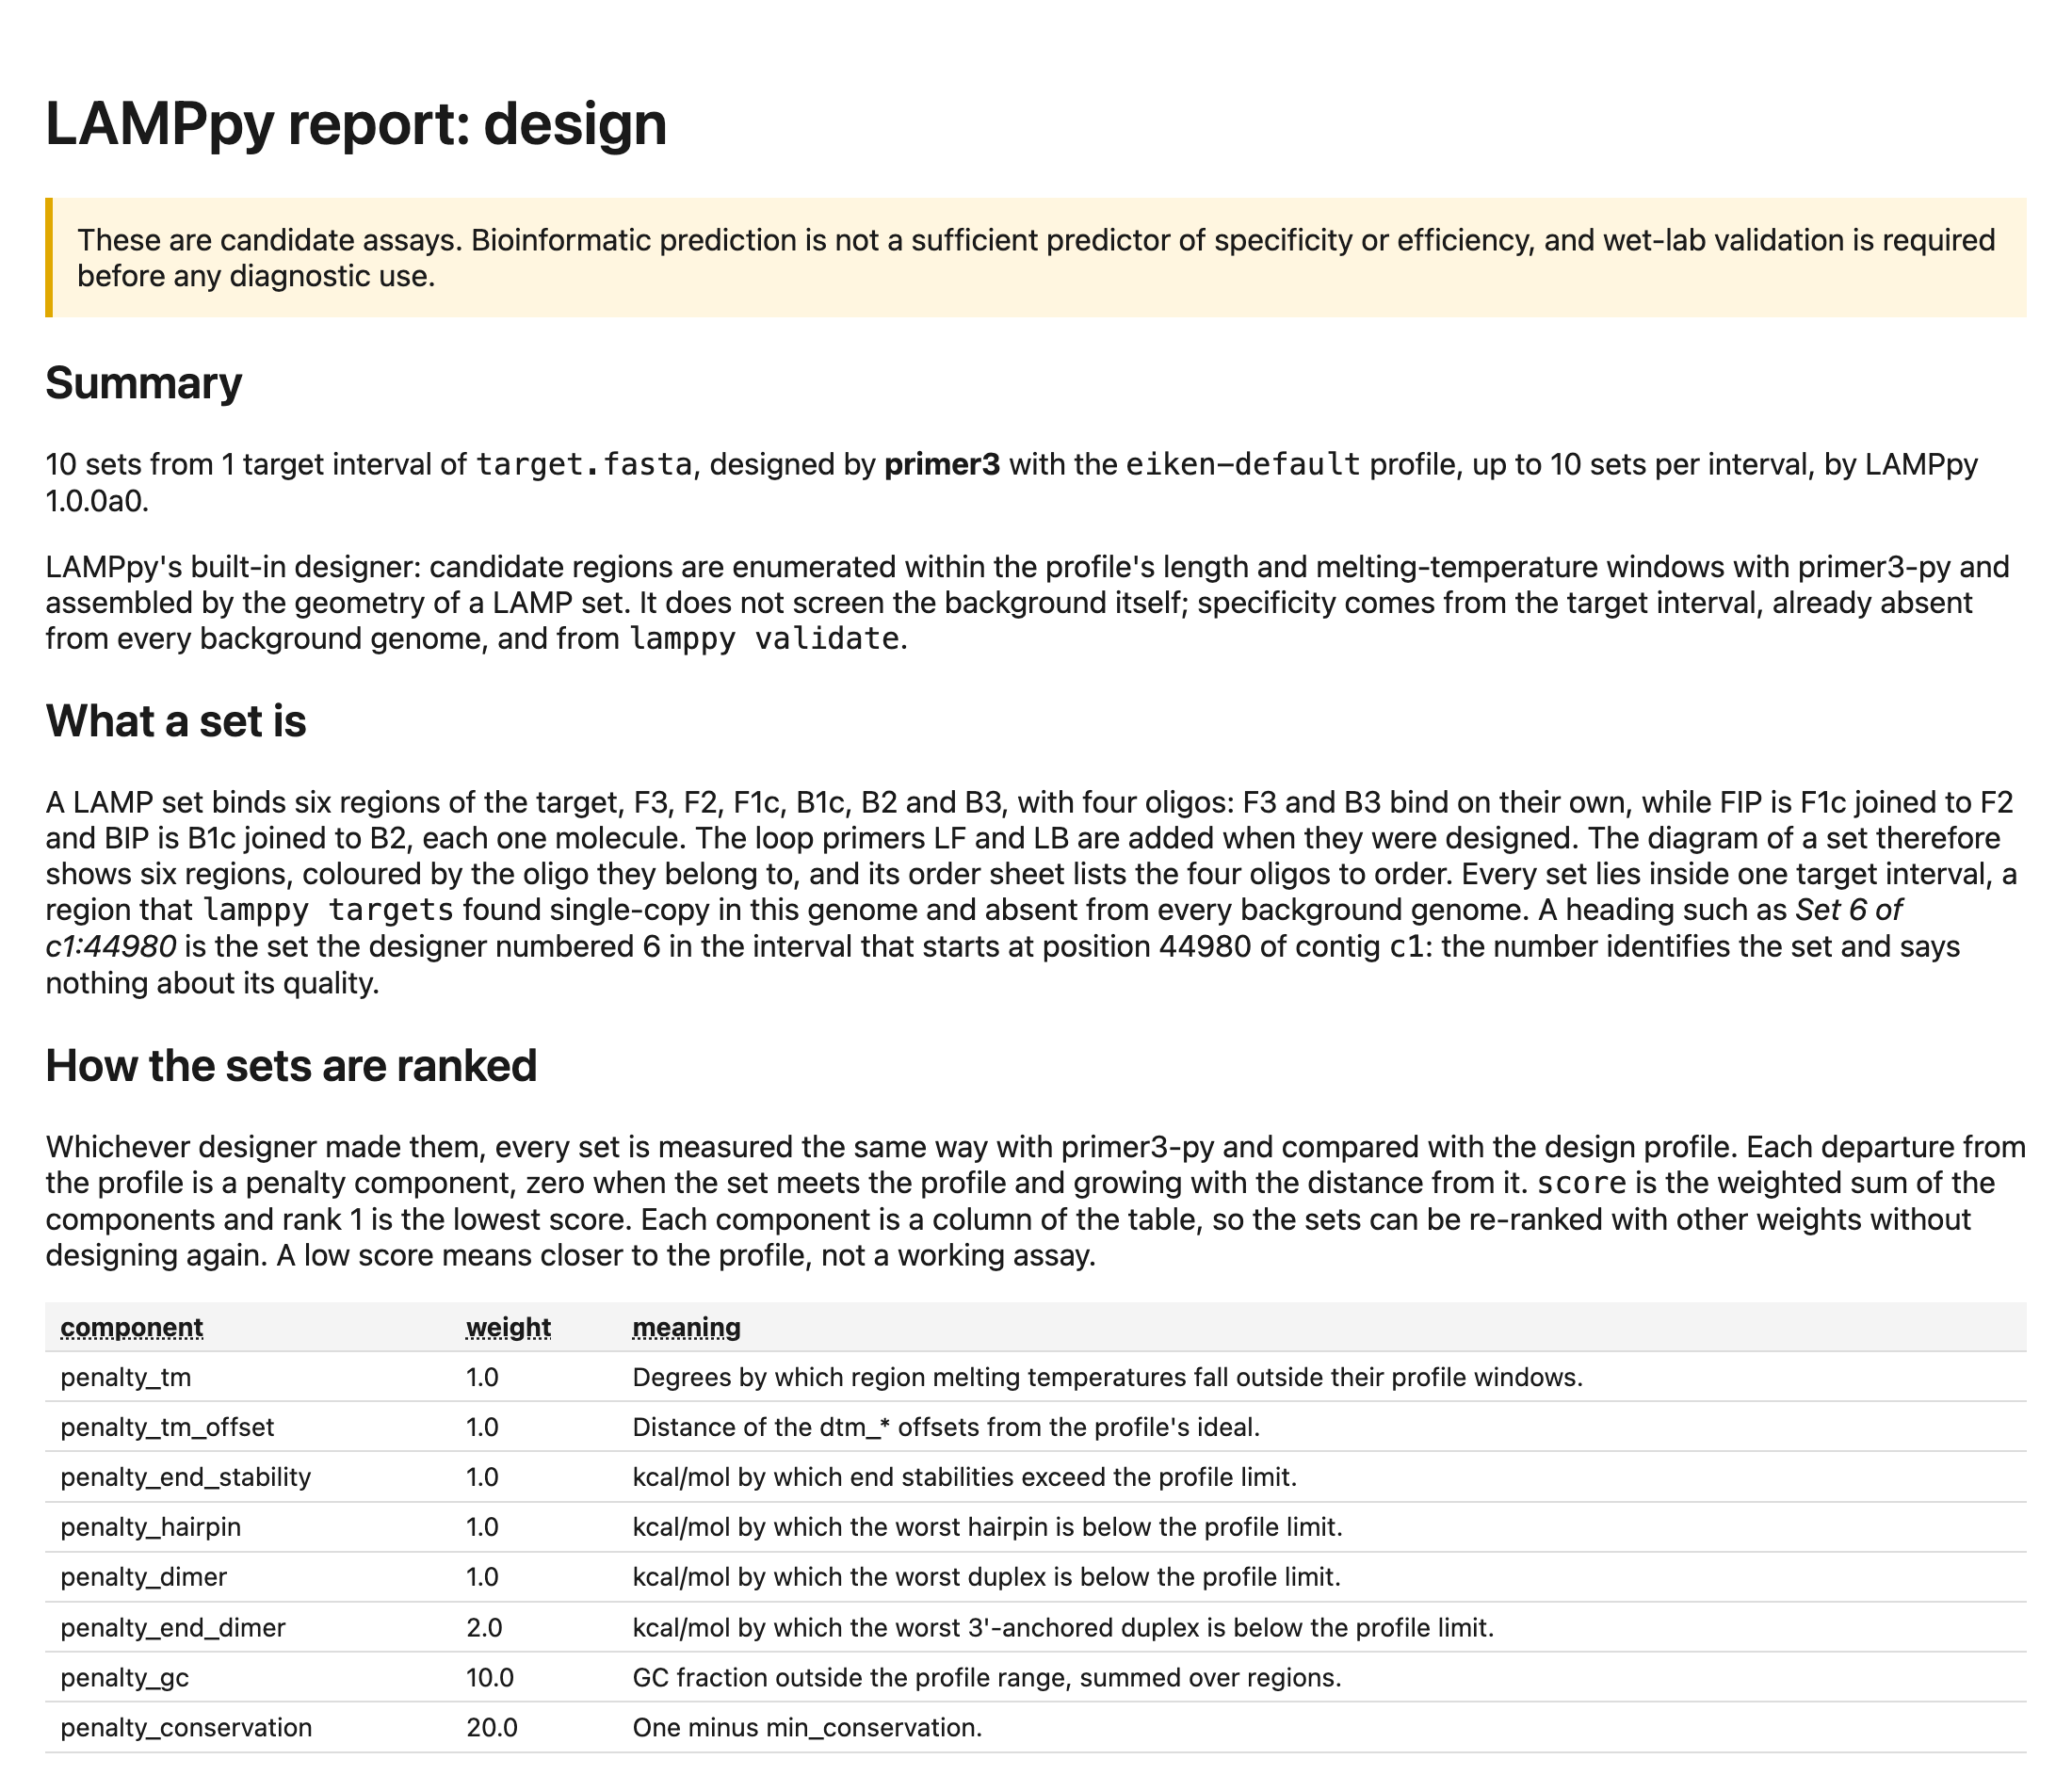 LAMPpy report: design
These are candidate assays. Bioinformatic prediction is not a sufficient predictor of specificity or efficiency, and wet-lab validation is required
before any diagnostic use.
Summary
10 sets from 1 target interval of target.fasta, designed by primer3 with the eiken-default profile, up to 10 sets per interval, by LAMPpy
1.0.0a0.
LAMPpy's built-in designer: candidate regions are enumerated within the profile's length and melting-temperature windows with primer3-py and
assembled by the geometry of a LAMP set. It does not screen the background itself; specificity comes from the target interval, already absent
from every background genome, and from lamppy validate.
What a set is
A LAMP set binds six regions of the target, F3, F2, F1c, B1c, B2 and B3, with four oligos: F3 and B3 bind on their own, while FIP is F1c joined to F2
and BIP is B1c joined to B2, each one molecule. The loop primers LF and LB are added when they were designed. The diagram of a set therefore
shows six regions, coloured by the oligo they belong to, and its order sheet lists the four oligos to order. Every set lies inside one target interval, a
region that lamppy targets found single-copy in this genome and absent from every background genome. A heading such as Set 6 of
c1:44980 is the set the designer numbered 6 in the interval that starts at position 44980 of contig c1: the number identifies the set and says
nothing about its quality.
How the sets are ranked
Whichever designer made them, every set is measured the same way with primer3-py and compared with the design profile. Each departure from
the profile is a penalty component, zero when the set meets the profile and growing with the distance from it. score is the weighted sum of the
components and rank 1 is the lowest score. Each component is a column of the table, so the sets can be re-ranked with other weights without
designing again. A low score means closer to the profile, not a working assay.
component weight meaning
penalty_tm 1.0 Degrees by which region melting temperatures fall outside their profile windows.
penalty_tm_offset 1.0 Distance of the dtm_* offsets from the profile's ideal.
penalty_end_stability 1.0 kcal/mol by which end stabilities exceed the profile limit.
penalty_hairpin 1.0 kcal/mol by which the worst hairpin is below the profile limit.
penalty_dimer 1.0 kcal/mol by which the worst duplex is below the profile limit.
penalty_end_dimer 2.0 kcal/mol by which the worst 3'-anchored duplex is below the profile limit.
penalty_gc 10.0 GC fraction outside the profile range, summed over regions.
penalty_conservation 20.0 One minus min_conservation.